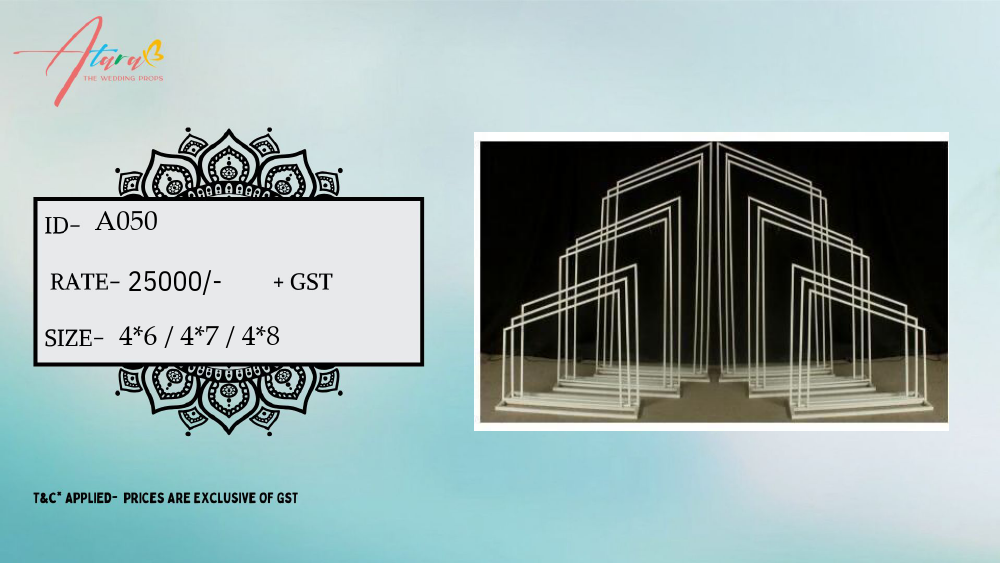 Atara
THE WEDDING PROPS
ID- A050
RATE- 25000/- + GST
SIZE- 4*6 / 4*7 / 4*8
T&C* APPLIED- PRICES ARE EXCLUSIVE OF GST